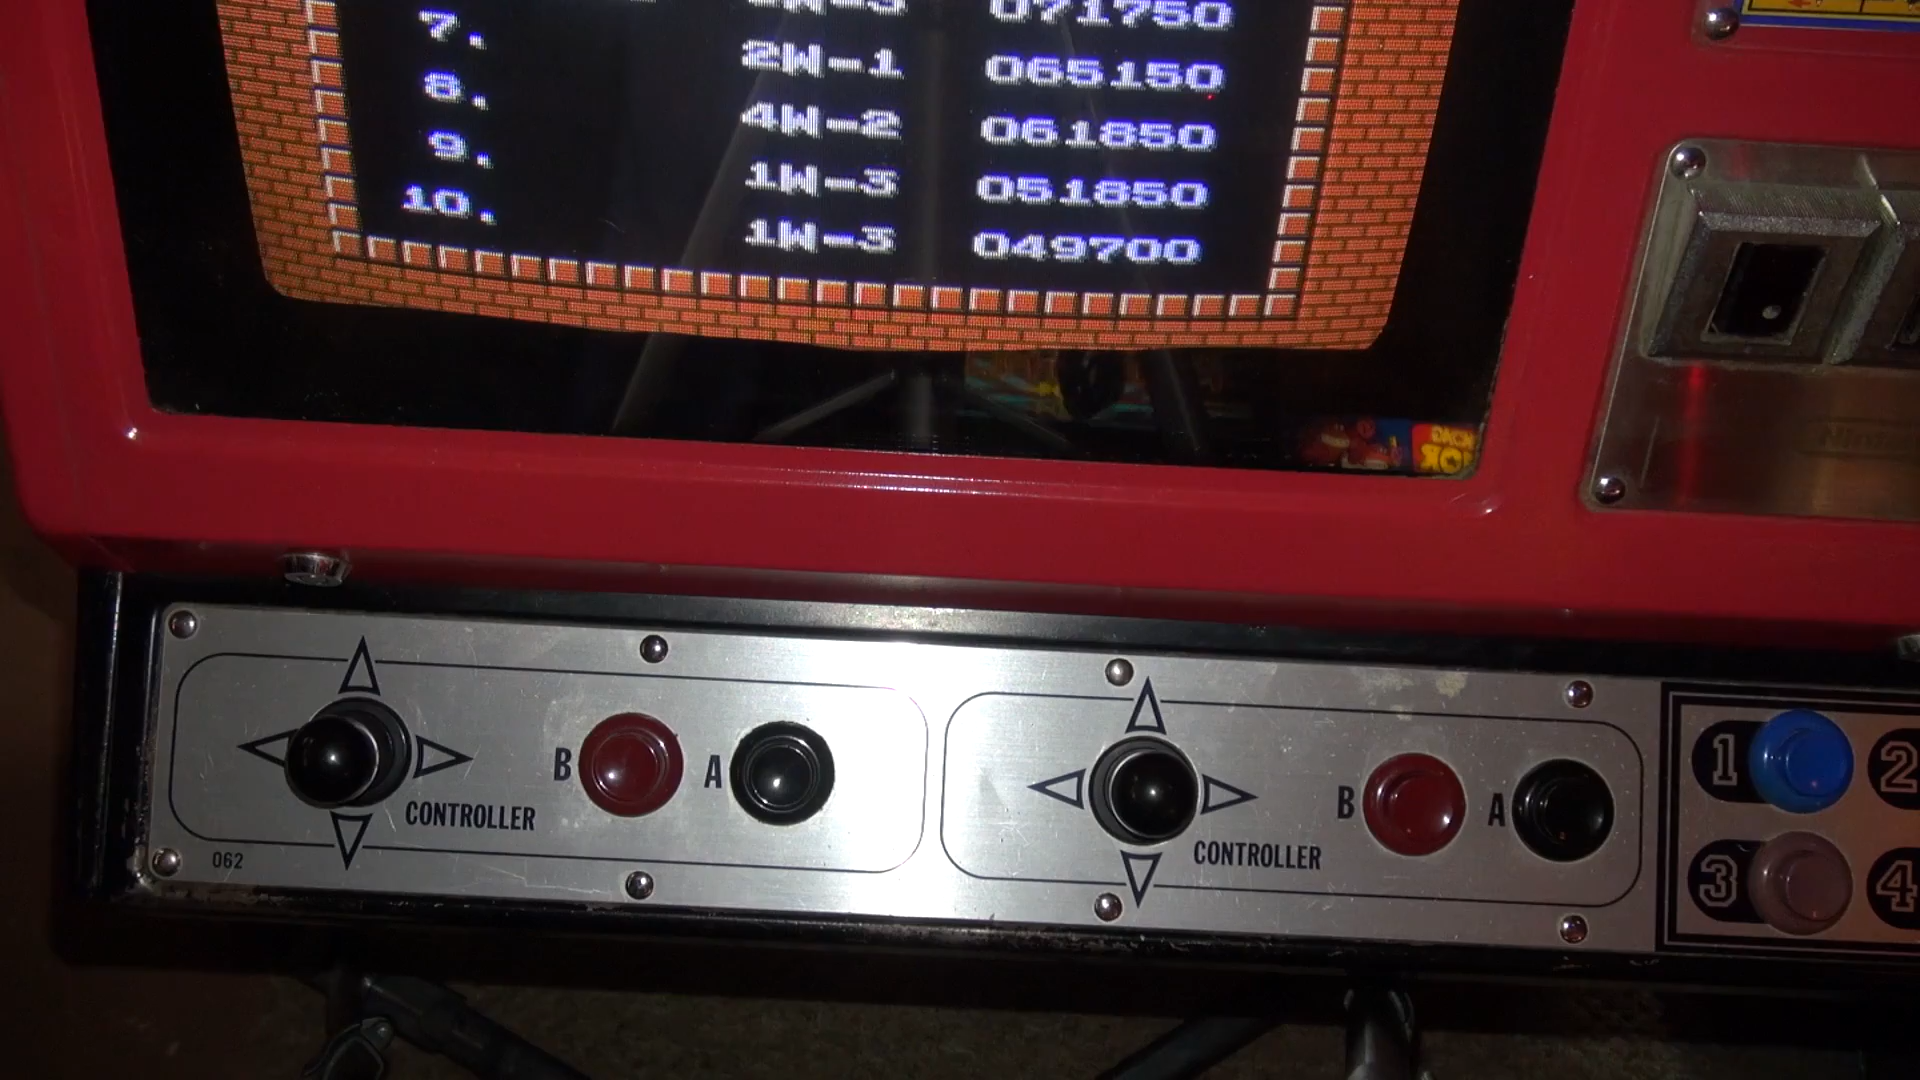 071750
7. 2W-1 065150
8. 4W-2 061850
9. 1W-3 051850
10. 1W-3 049700
B A
CONTROLLER
062
B A
CONTROLLER
1 2
3 4